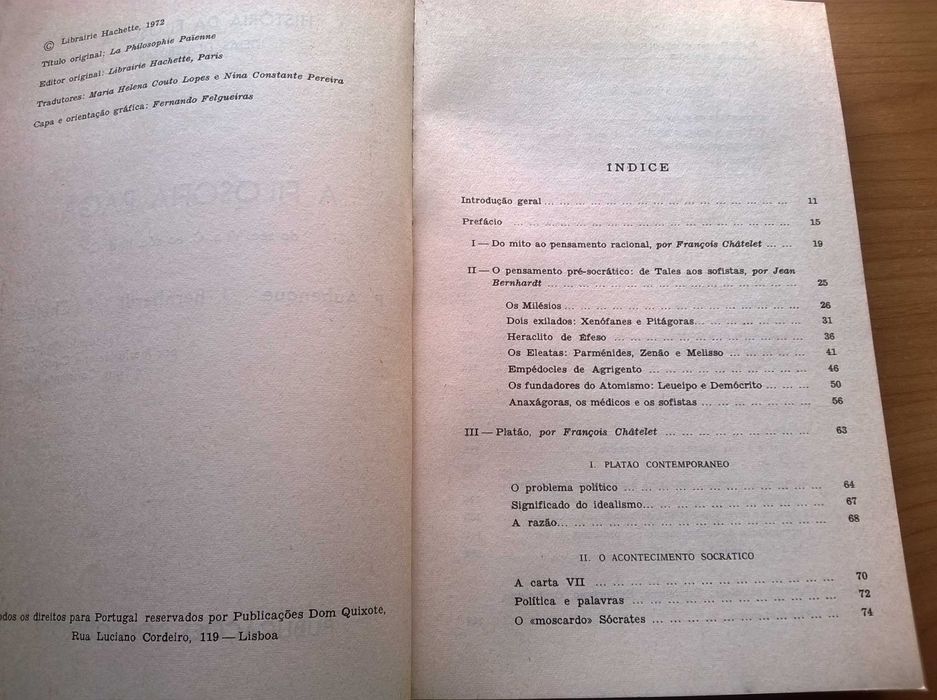 © Librairie Hachette, 1972
Título original: La Philosophie Païenne
Editor original: Librairie Hachette, Paris
Tradutores: Maria Helena Couto Lopes e Nina Constante Pereira
Capa e orientação gráfica: Fernando Felgueiras
odos os direitos para Portugal reservados por Publicações Dom Quixote,
Rua Luciano Cordeiro, 119 — Lisboa
ÍNDICE
Introdução geral ... 11
Prefácio ... 15
I — Do mito ao pensamento racional, por François Châtelet ... 19
II — O pensamento pré-socrático: de Tales aos sofistas, por Jean
Bernhardt ... 25
Os Milésios ... 26
Dois exilados: Xenófanes e Pitágoras ... 31
Heraclito de Éfeso ... 36
Os Eleatas: Parménides, Zenão e Melisso ... 41
Empédocles de Agrigento ... 46
Os fundadores do Atomismo: Leueipo e Demócrito ... 50
Anaxágoras, os médicos e os sofistas ... 56
III — Platão, por François Châtelet ... 63
I. PLATAO CONTEMPORANEO
O problema político ... 64
Significado do idealismo ... 67
A razão ... 68
II. O ACONTECIMENTO SOCRATICO
A carta VII ... 70
Política e palavras ... 72
O «moscardo» Sócrates ... 74